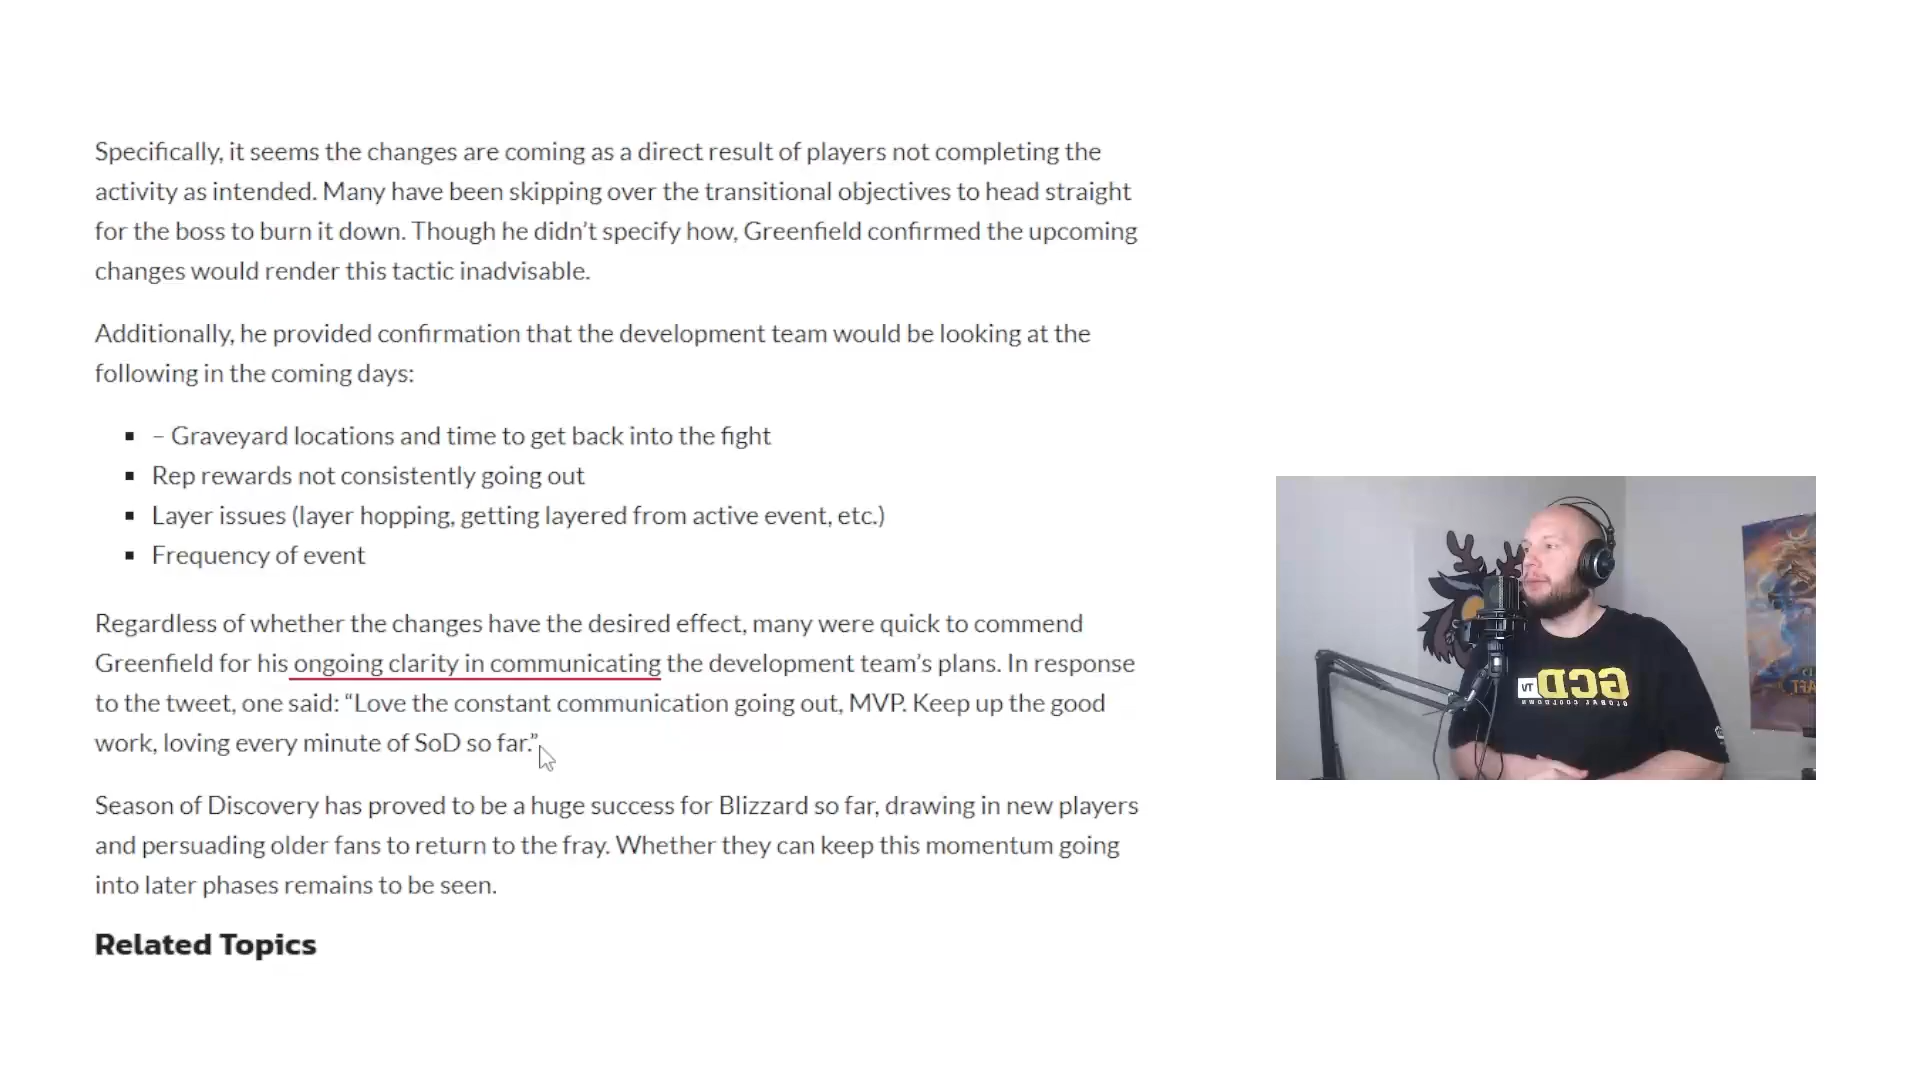 Specifically, it seems the changes are coming as a direct result of players not completing the
activity as intended. Many have been skipping over the transitional objectives to head straight
for the boss to burn it down. Though he didn’t specify how, Greenfield confirmed the upcoming
changes would render this tactic inadvisable.
Additionally, he provided confirmation that the development team would be looking at the
following in the coming days:
– Graveyard locations and time to get back into the fight
Rep rewards not consistently going out
Layer issues (layer hopping, getting layered from active event, etc.)
Frequency of event
Regardless of whether the changes have the desired effect, many were quick to commend
Greenfield for his ongoing clarity in communicating the development team’s plans. In response
to the tweet, one said: “Love the constant communication going out, MVP. Keep up the good
work, loving every minute of SoD so far.”
Season of Discovery has proved to be a huge success for Blizzard so far, drawing in new players
and persuading older fans to return to the fray. Whether they can keep this momentum going
into later phases remains to be seen.
Related Topics
GCD TV
GLOBAL COOLDOWN